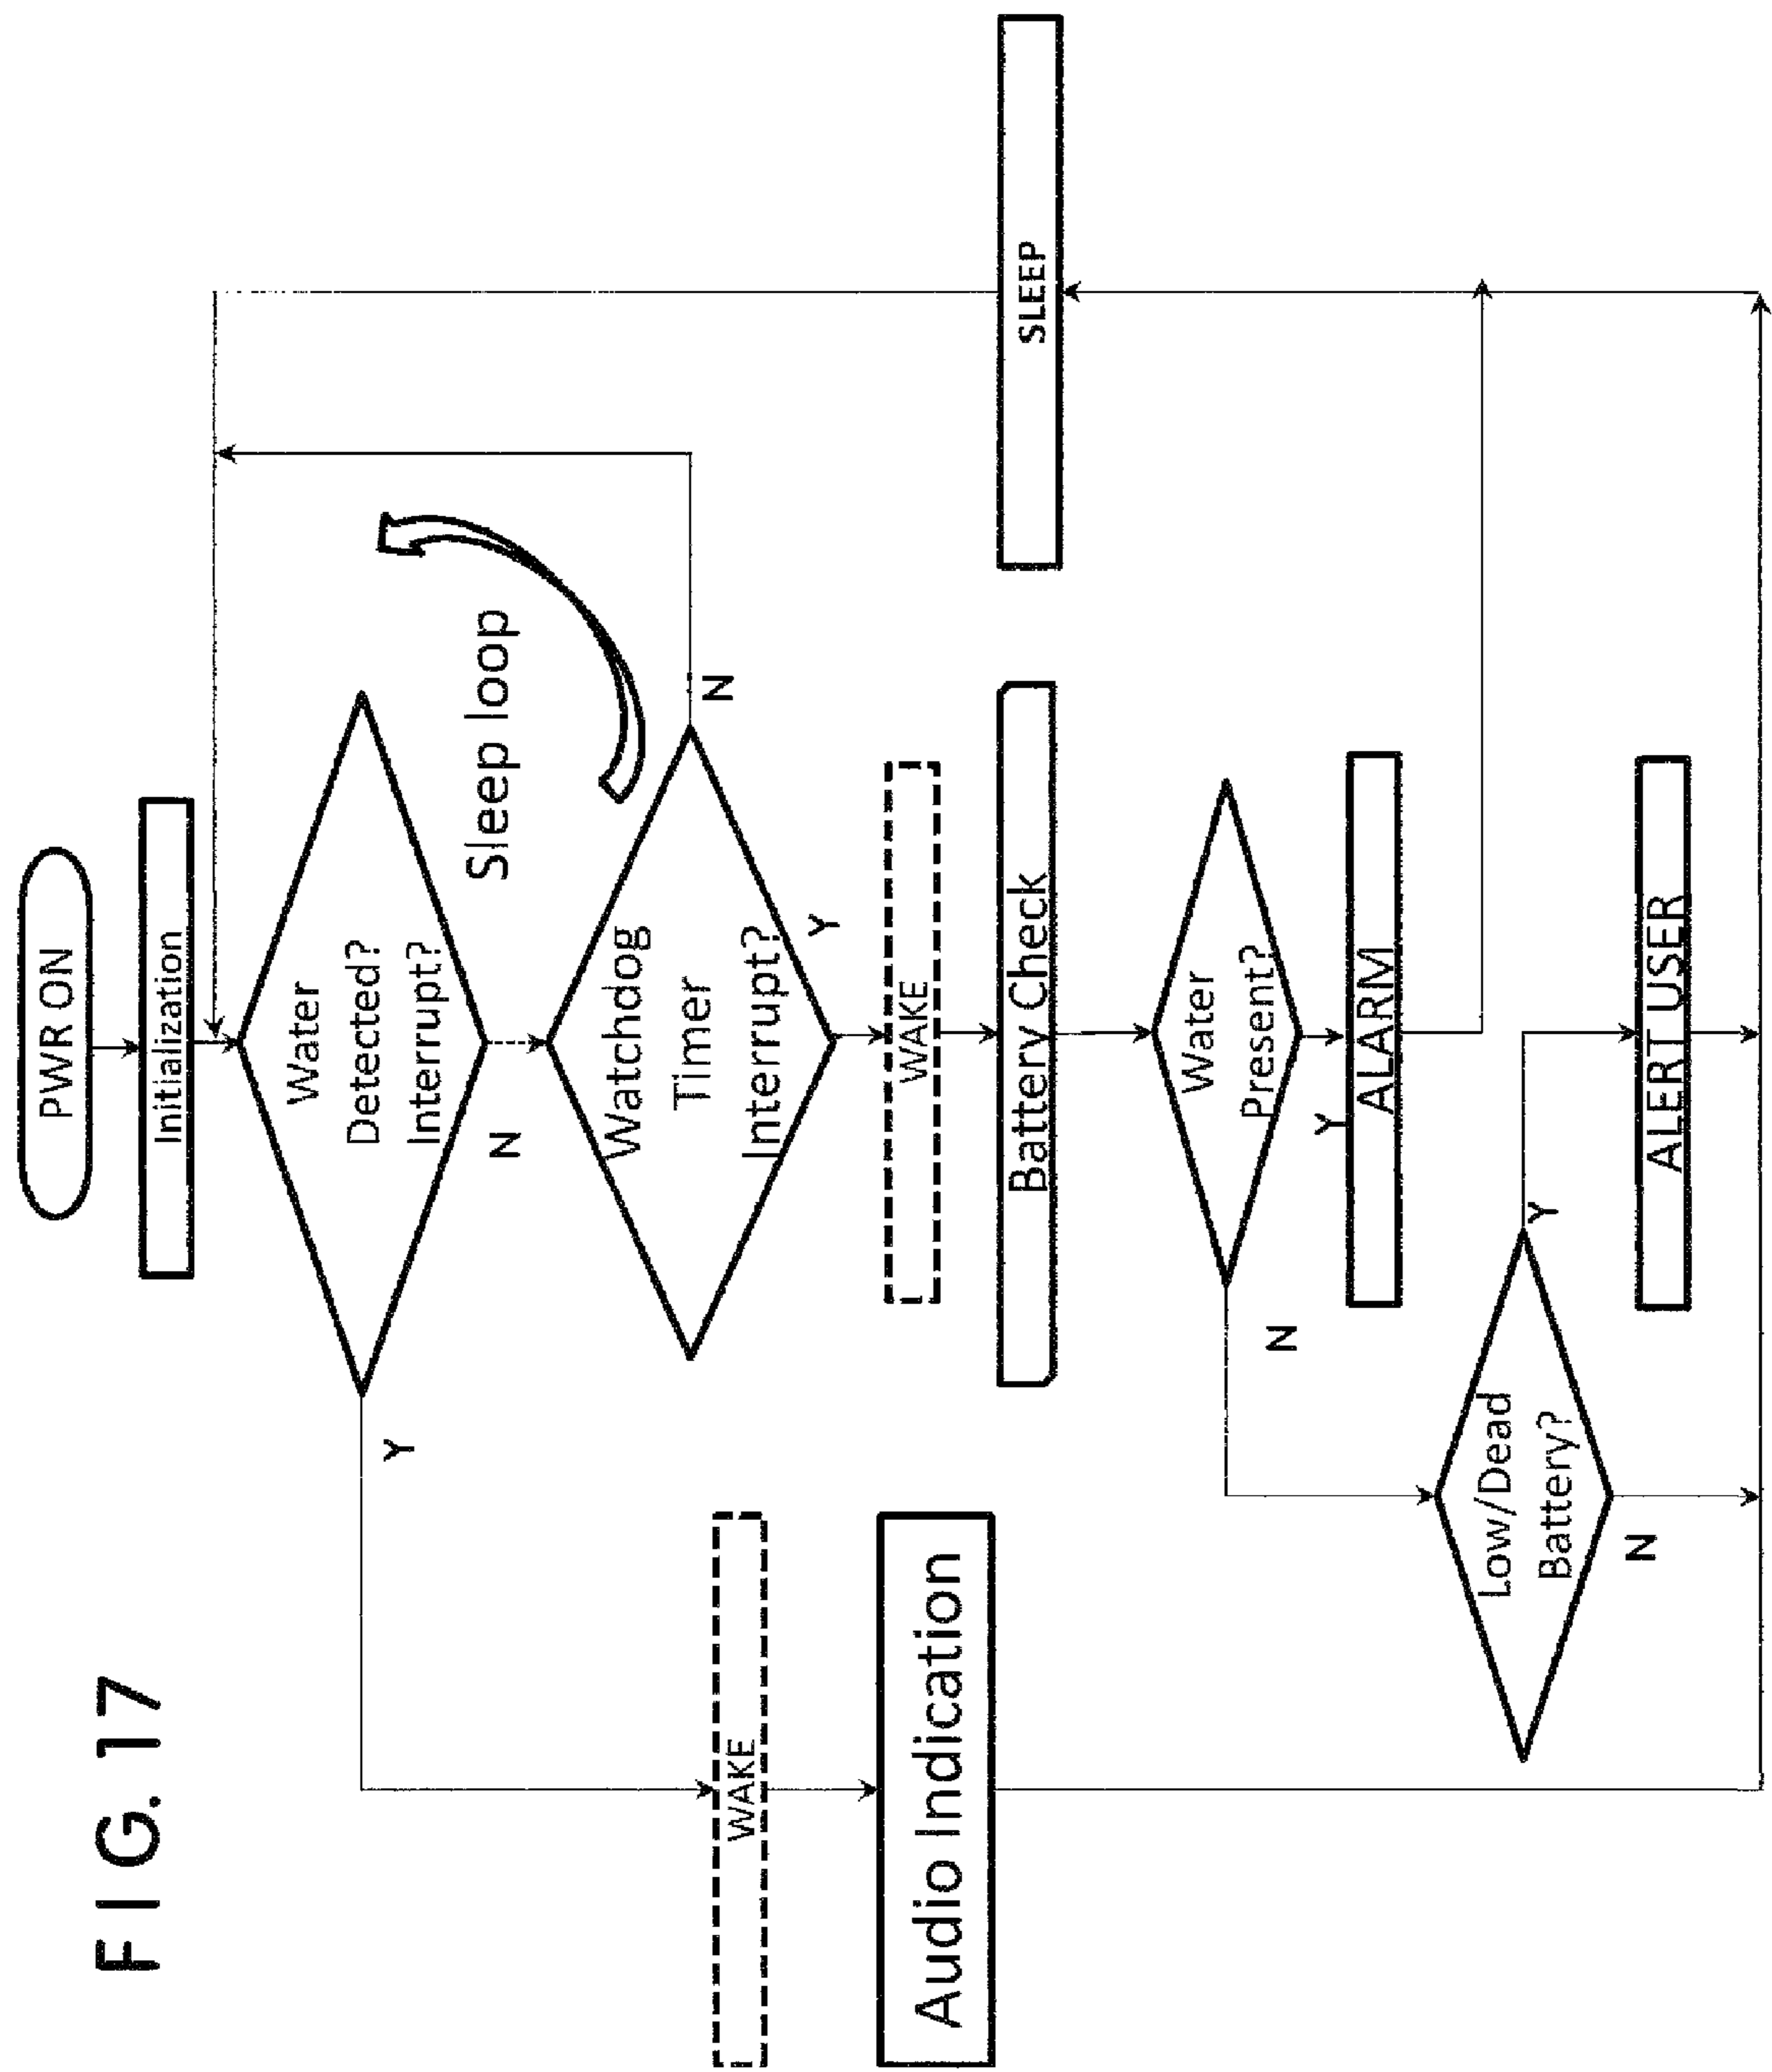 FIG. 17
PWR ON
Initialization
Water
Detected?
Interrupt?
Y
N
Sleep loop
Watchdog
Timer
Interrupt?
N
Y
WAKE
WAKE
Audio Indication
Battery Check
SLEEP
Water
Present?
N
Y
ALARM
Low/Dead
Battery?
Y
N
ALERT USER